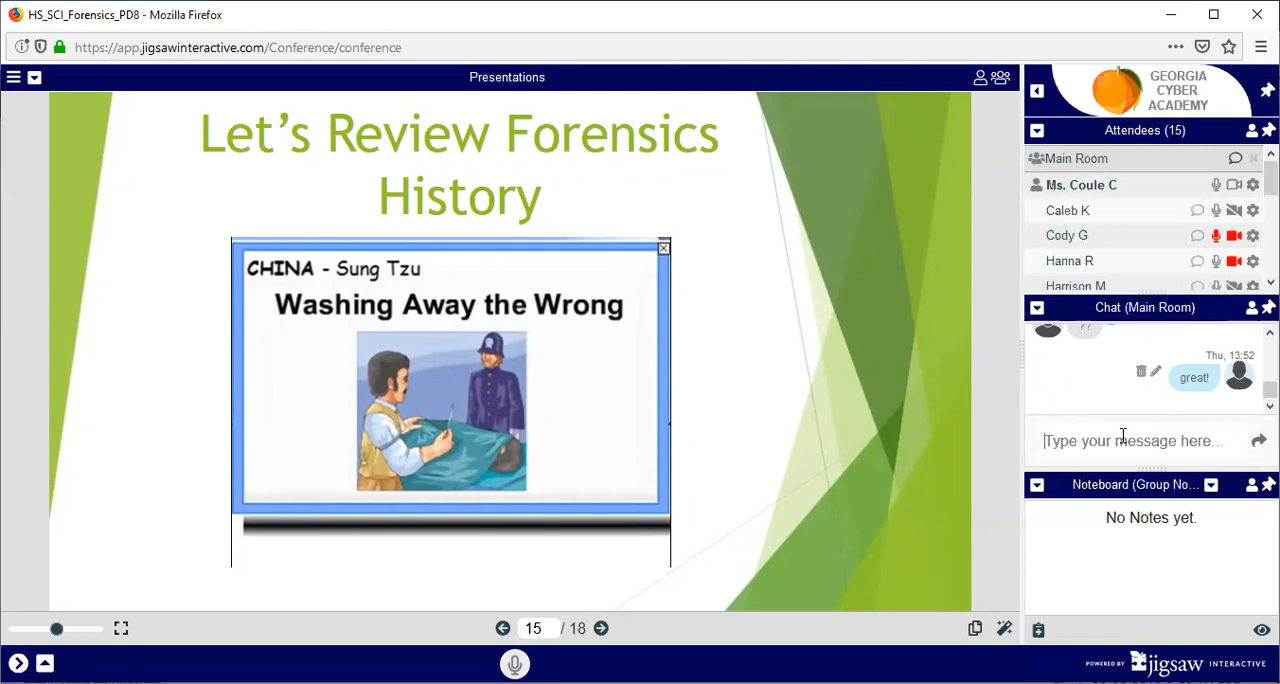 HS_SCI_Forensics_PD8 - Mozilla Firefox
https://app.jigsawinteractive.com/Conference/conference
Presentations
Let's Review Forensics
History
CHINA - Sung Tzu
Washing Away the Wrong
15 / 18
GEORGIA
CYBER
ACADEMY
Attendees (15)
Main Room
Ms. Coule C
Caleb K
Cody G
Hanna R
Harrison M
Chat (Main Room)
??
Thu, 13:52
great!
Type your message here...
Noteboard (Group No...
No Notes yet.
POWERED BY jigsaw INTERACTIVE